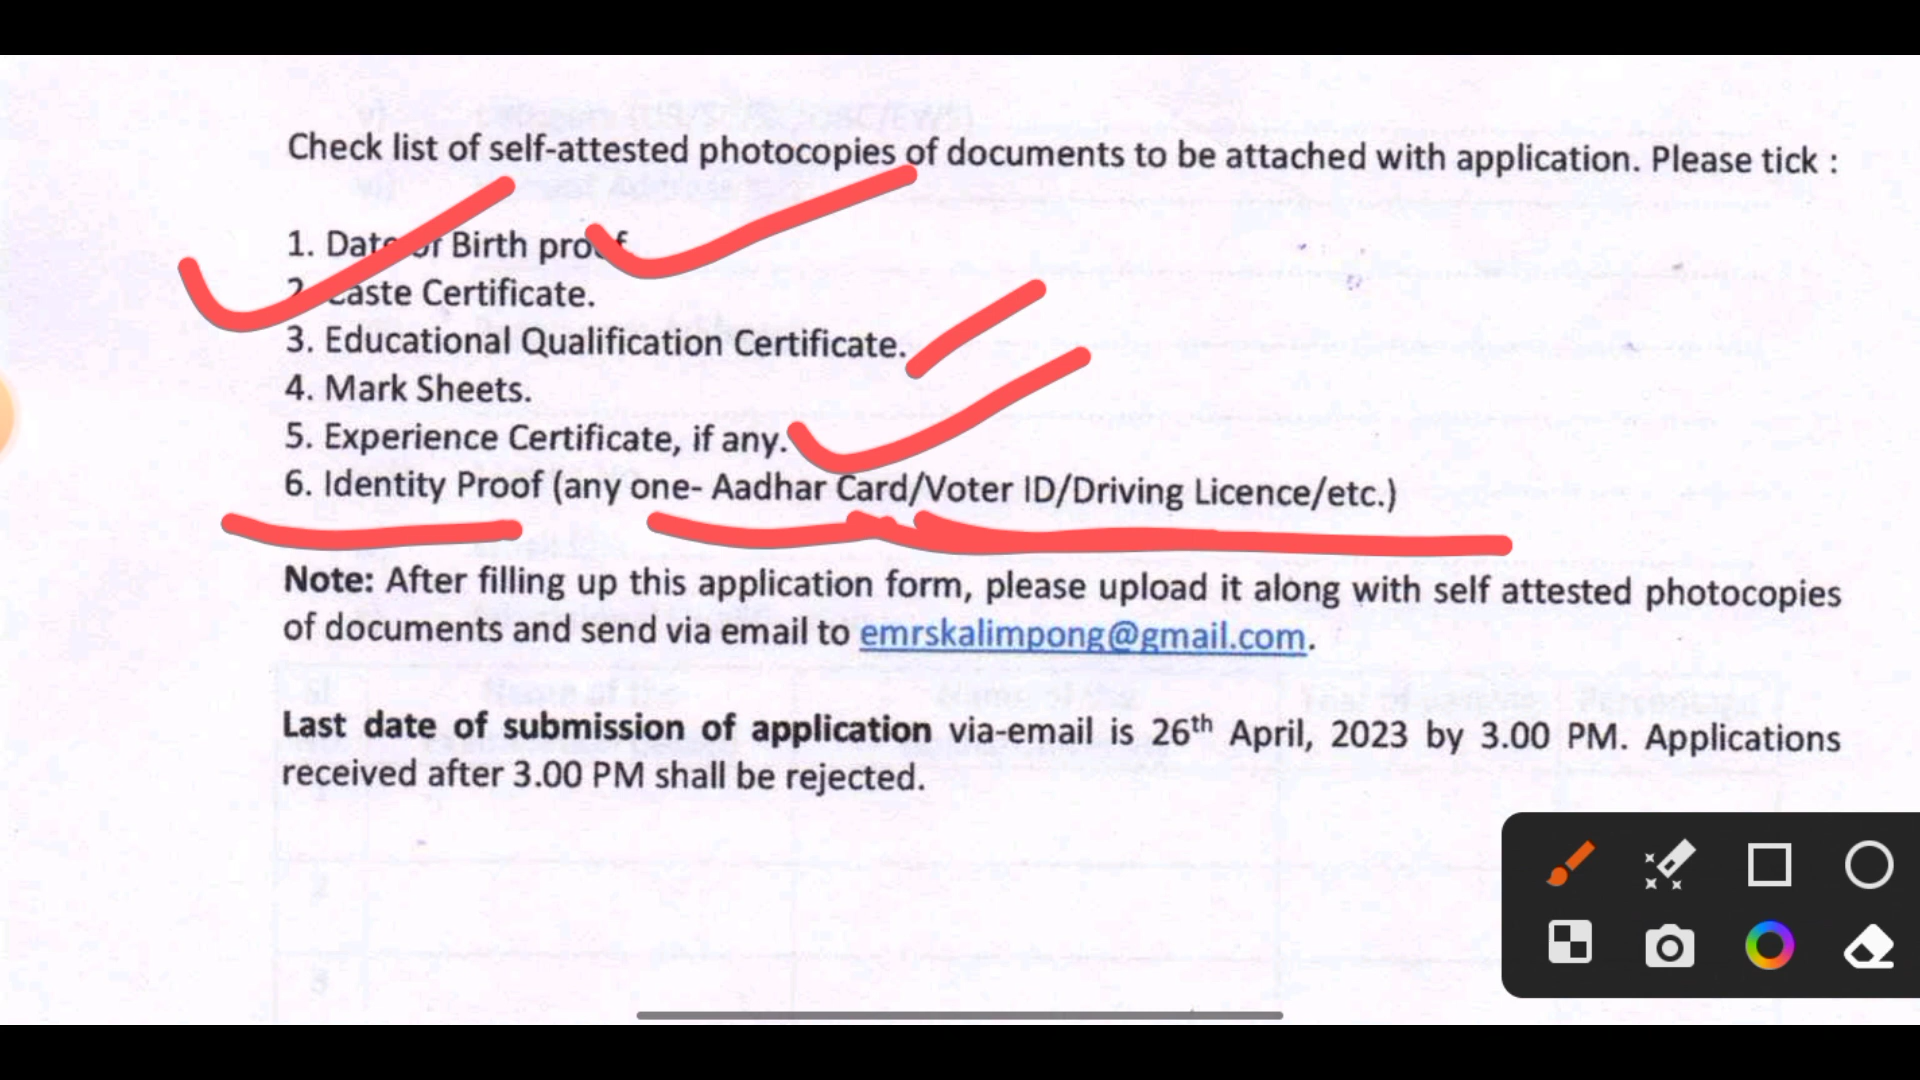 Check list of self-attested photocopies of documents to be attached with application. Please tick :
1. Date of Birth proof
2. Caste Certificate.
3. Educational Qualification Certificate.
4. Mark Sheets.
5. Experience Certificate, if any.
6. Identity Proof (any one- Aadhar Card/Voter ID/Driving Licence/etc.)
Note: After filling up this application form, please upload it along with self attested photocopies
of documents and send via email to emrskalimpong@gmail.com.
Last date of submission of application via-email is 26th April, 2023 by 3.00 PM. Applications
received after 3.00 PM shall be rejected.